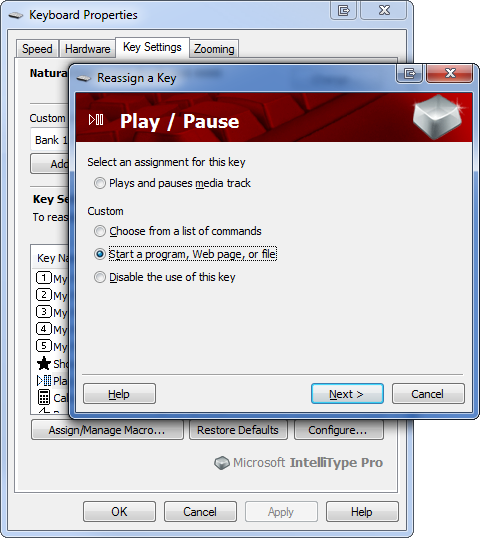 Keyboard Properties
Speed
Hardware
Key Settings
Zooming
Natura
Reassign a Key
Play / Pause
Custom
Bank 1
Add
Select an assignment for this key
Plays and pauses media track
Custom
Choose from a list of commands
Start a program, Web page, or file
Disable the use of this key
Key Se
To reas
Key Na
1 My
2 My
3 My
4 My
5 My
Sho
Pla
Cal
Help
Next >
Cancel
Assign/Manage Macro...
Restore Defaults
Configure...
Microsoft IntelliType Pro
OK
Cancel
Apply
Help